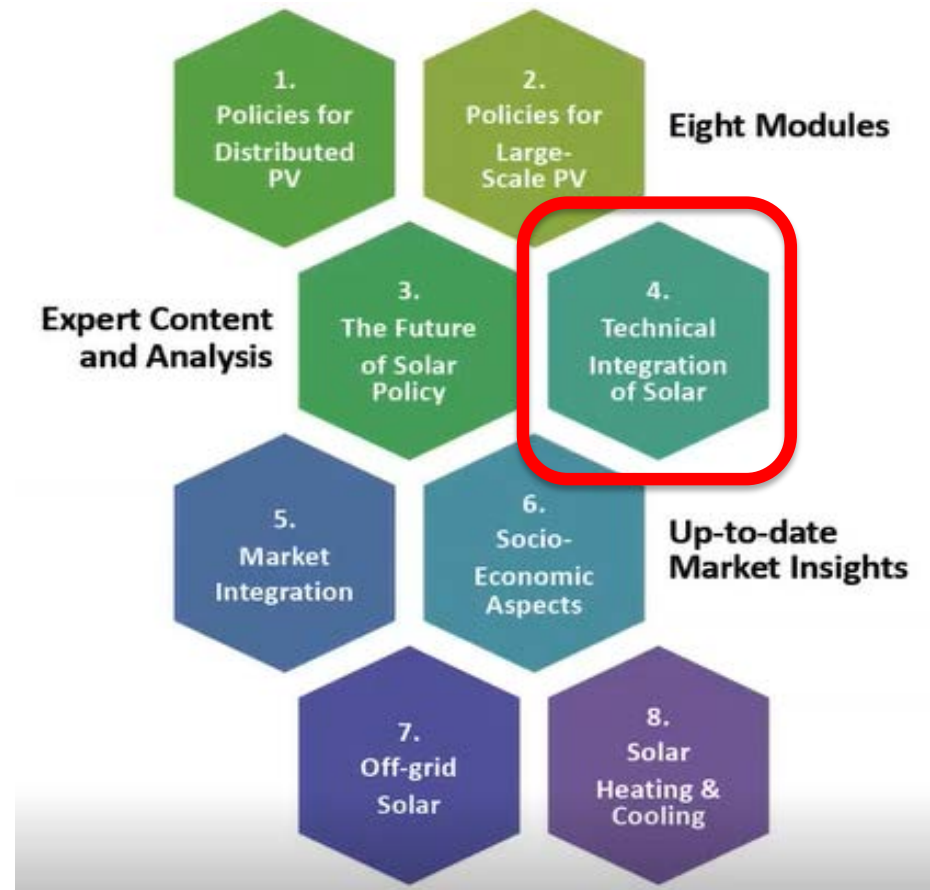 1.
Policies for
Distributed
PV
2.
Policies for
Large-
Scale PV
Eight Modules
Expert Content
and Analysis
3.
The Future
of Solar
Policy
4.
Technical
Integration
of Solar
5.
Market
Integration
6.
Socio-
Economic
Aspects
Up-to-date
Market Insights
7.
Off-grid
Solar
8.
Solar
Heating &
Cooling